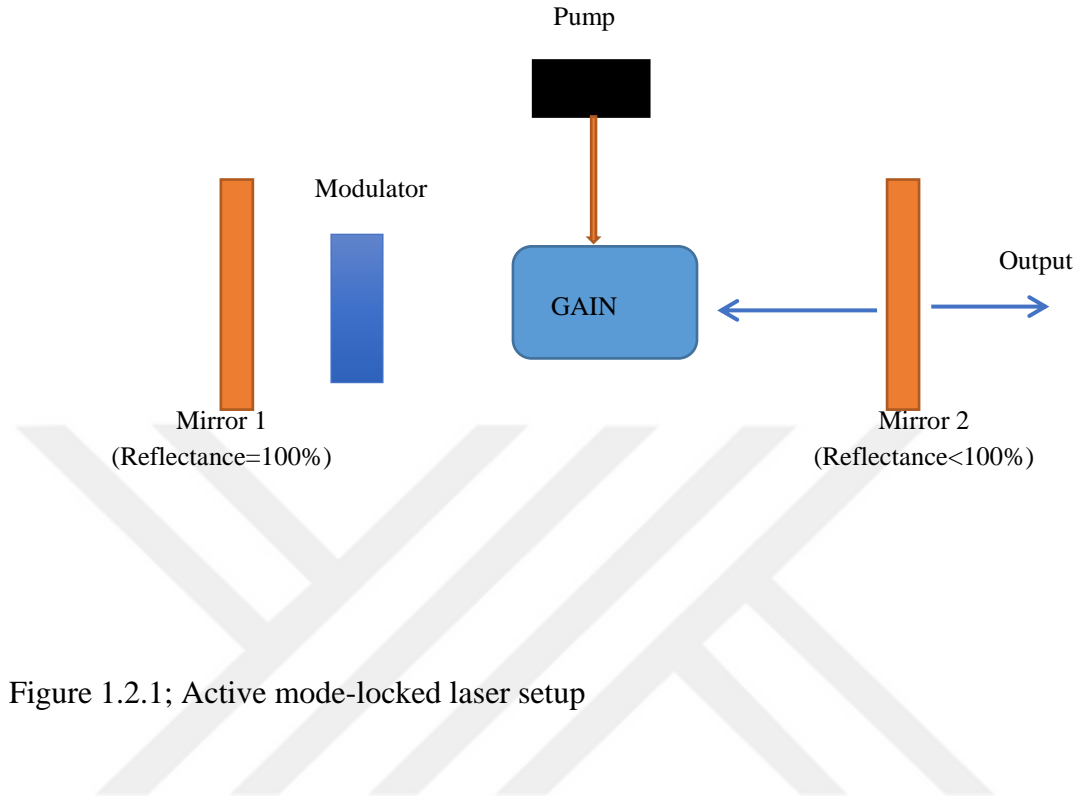 Pump
Modulator
Output
GAIN
Mirror 1
(Reflectance=100%)
Mirror 2
(Reflectance<100%)
Figure 1.2.1; Active mode-locked laser setup